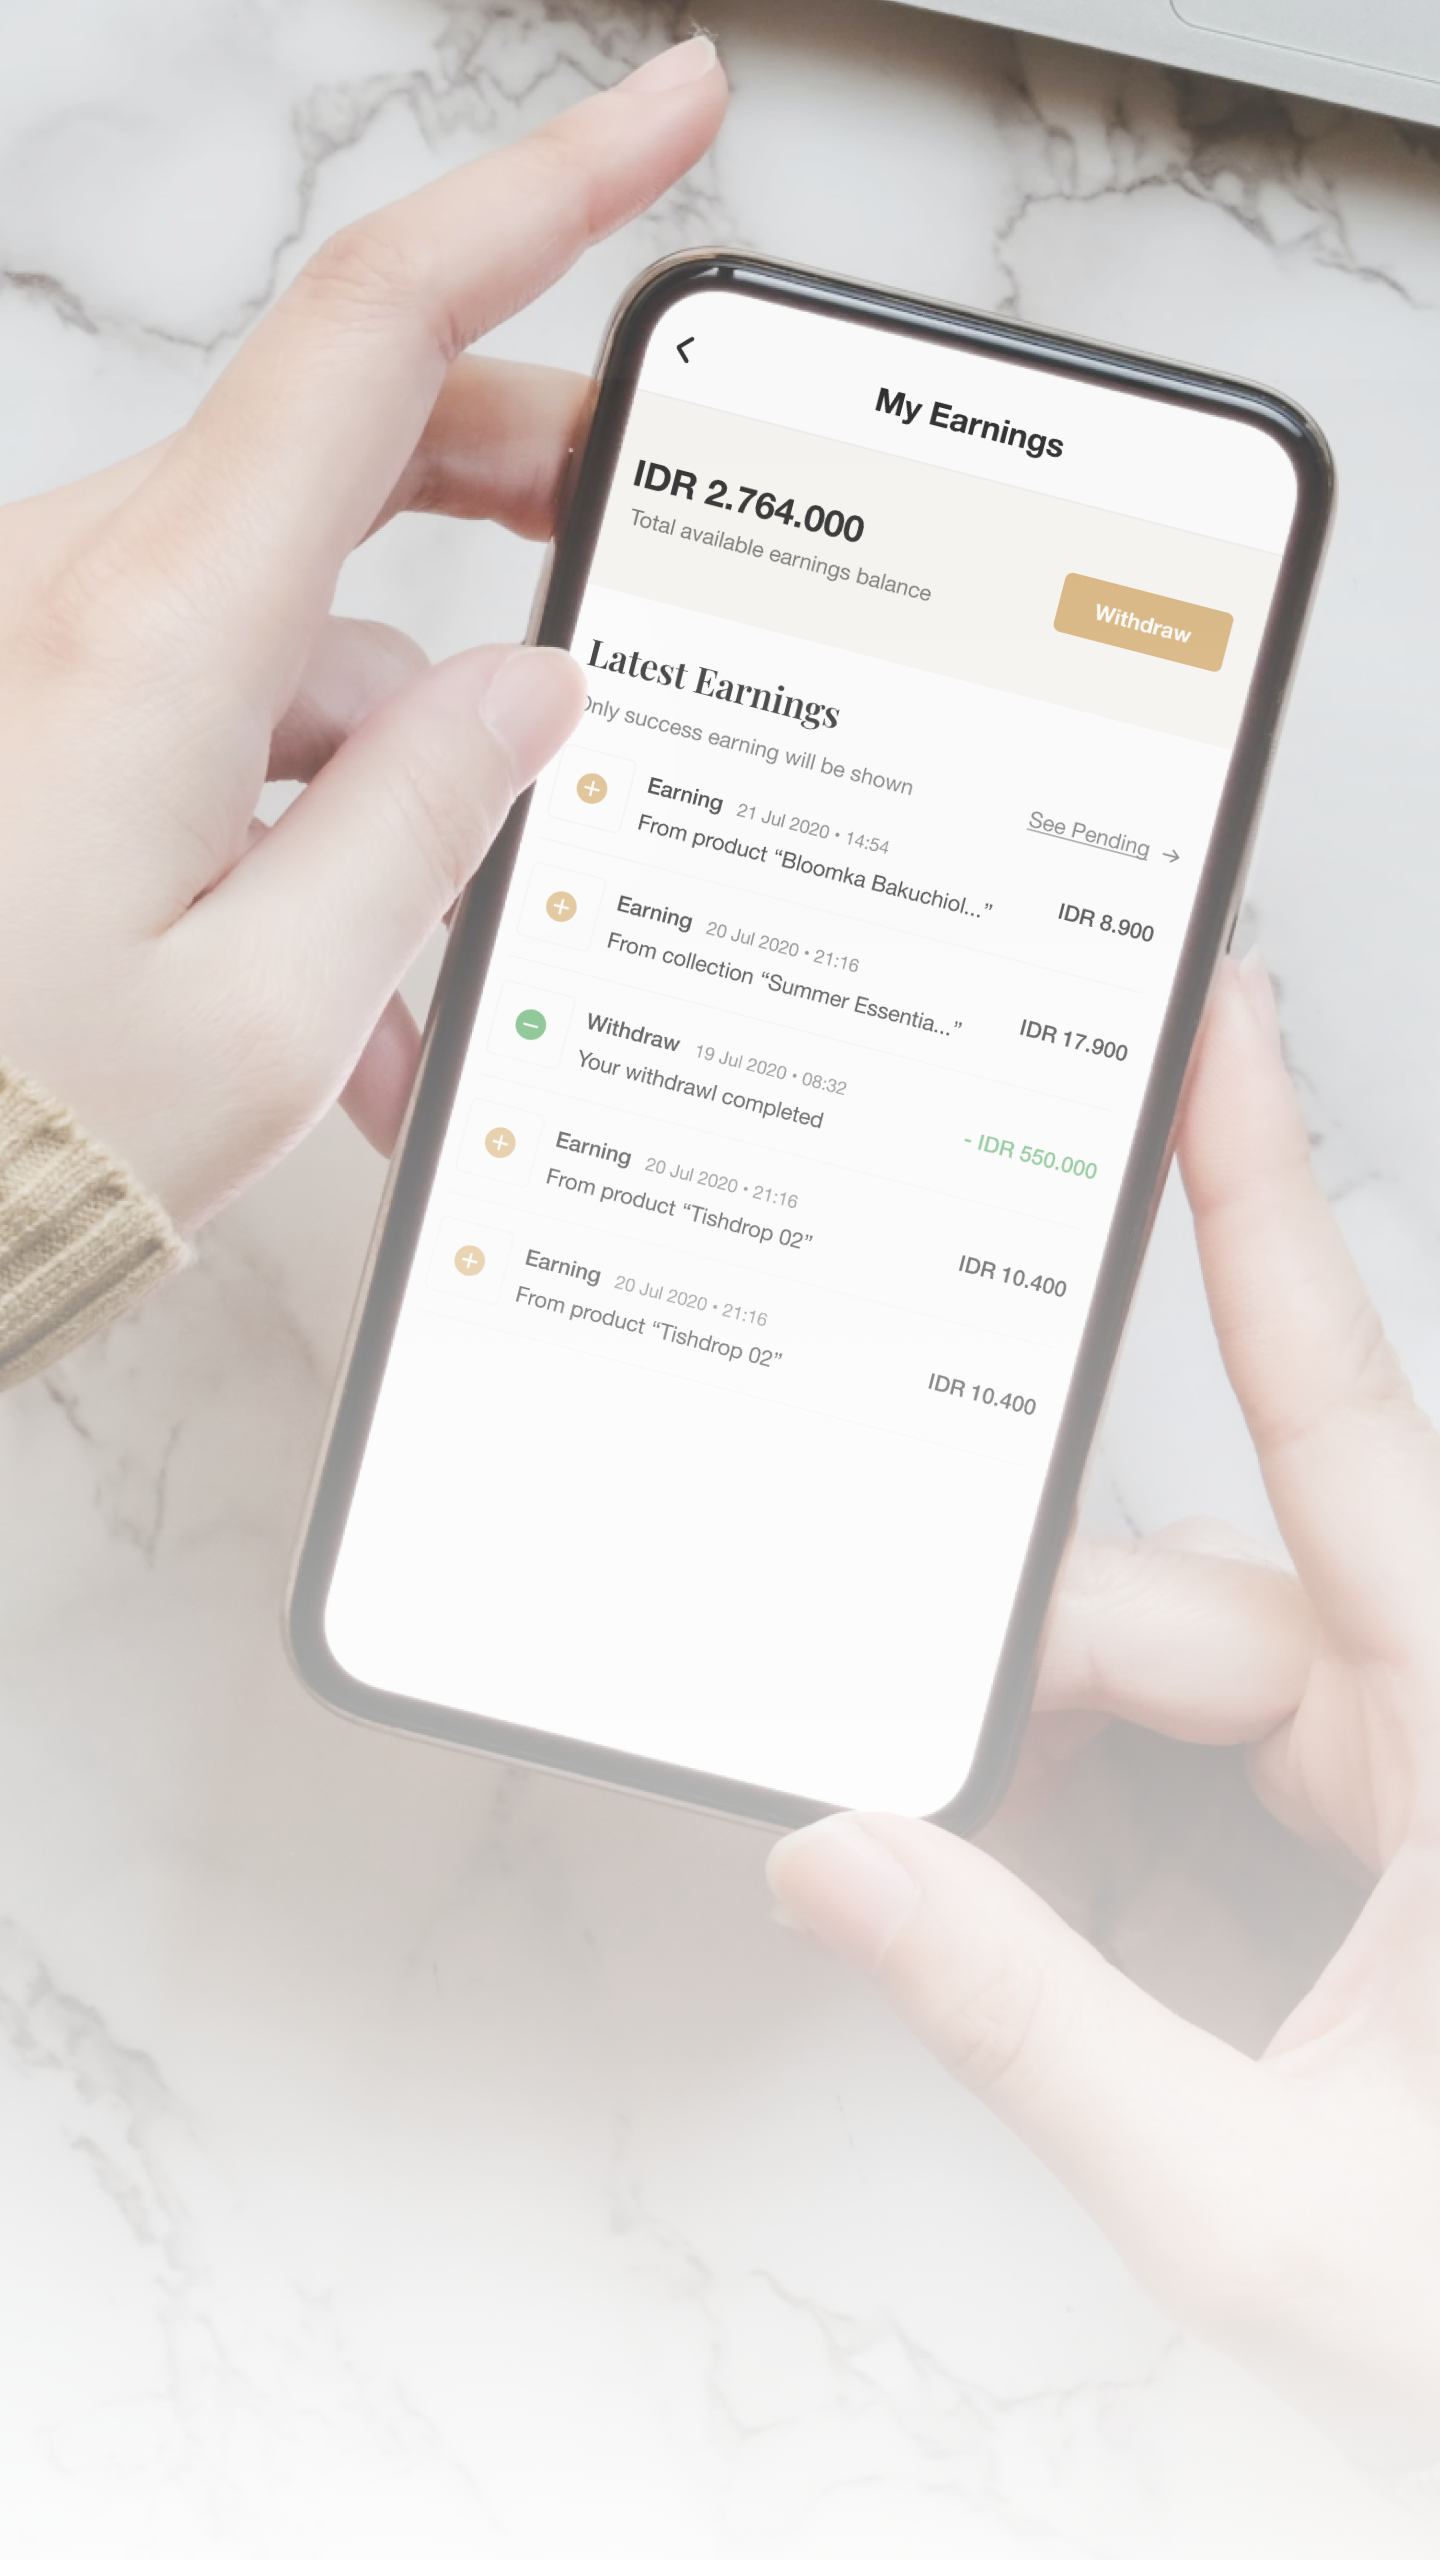 My Earnings
IDR 2.764.000
Total available earnings balance
Withdraw
Latest Earnings
Only success earning will be shown
See Pending →
Earning 21 Jul 2020 • 14:54
From product “Bloomka Bakuchiol...”
IDR 8.900
Earning 20 Jul 2020 • 21:16
From collection “Summer Essentia...”
IDR 17.900
Withdraw 19 Jul 2020 • 08:32
Your withdrawl completed
- IDR 550.000
Earning 20 Jul 2020 • 21:16
From product “Tishdrop 02”
IDR 10.400
Earning 20 Jul 2020 • 21:16
From product “Tishdrop 02”
IDR 10.400